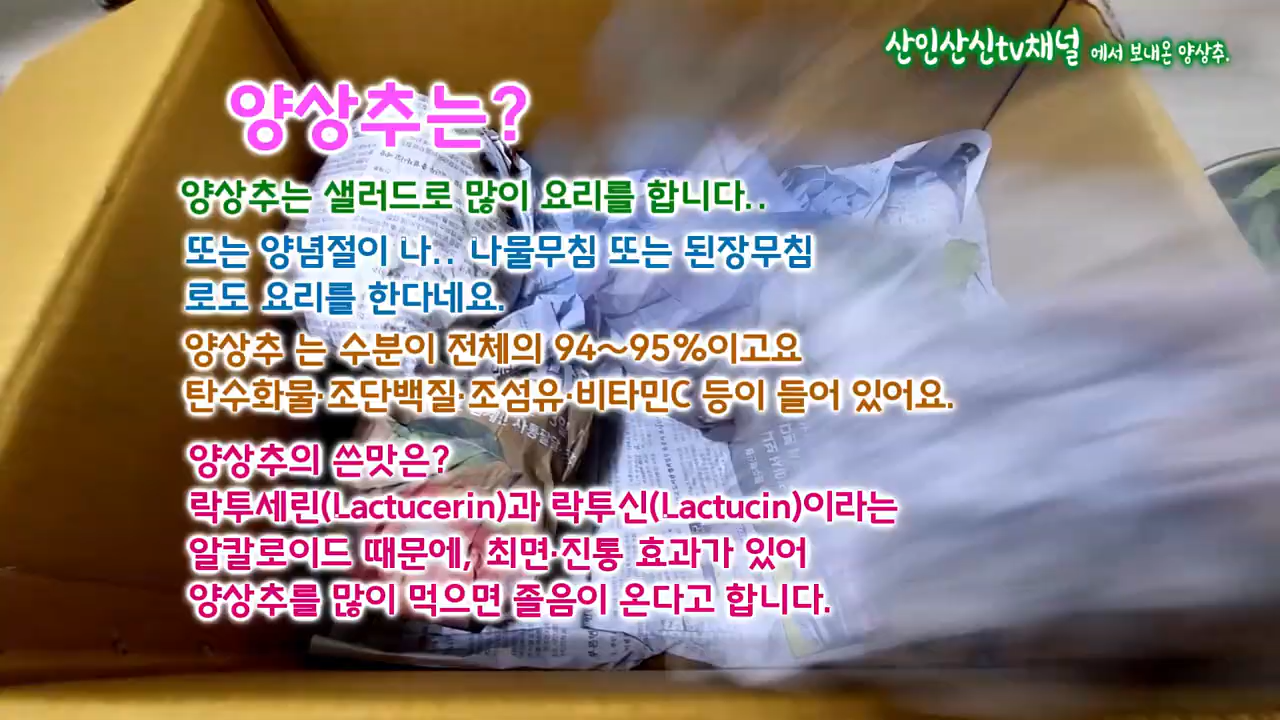 산인산신tv채널 에서 보내온 양상추.
양상추는?
양상추는 샐러드로 많이 요리를 합니다..
또는 양념절이 나.. 나물무침 또는 된장무침
로도 요리를 한다네요.
양상추 는 수분이 전체의 94~95%이고요
탄수화물·조단백질·조섬유·비타민C 등이 들어 있어요.
양상추의 쓴맛은?
락투세린(Lactucerin)과 락투신(Lactucin)이라는
알칼로이드 때문에, 최면·진통 효과가 있어
양상추를 많이 먹으면 졸음이 온다고 합니다.